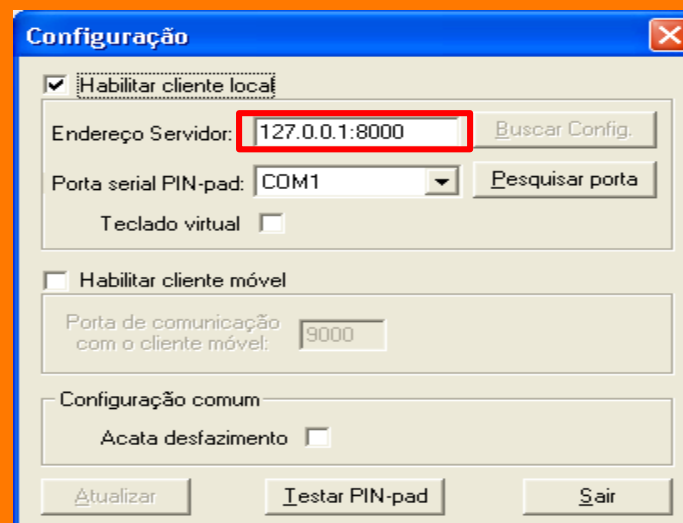 Configuração
Habilitar cliente local
Endereço Servidor: 127.0.0.1:8000 Buscar Config.
Porta serial PIN-pad: COM1 Pesquisar porta
Teclado virtual
Habilitar cliente móvel
Porta de comunicação
com o cliente móvel: 9000
Configuração comum
Acata desfazimento
Atualizar Testar PIN-pad Sair